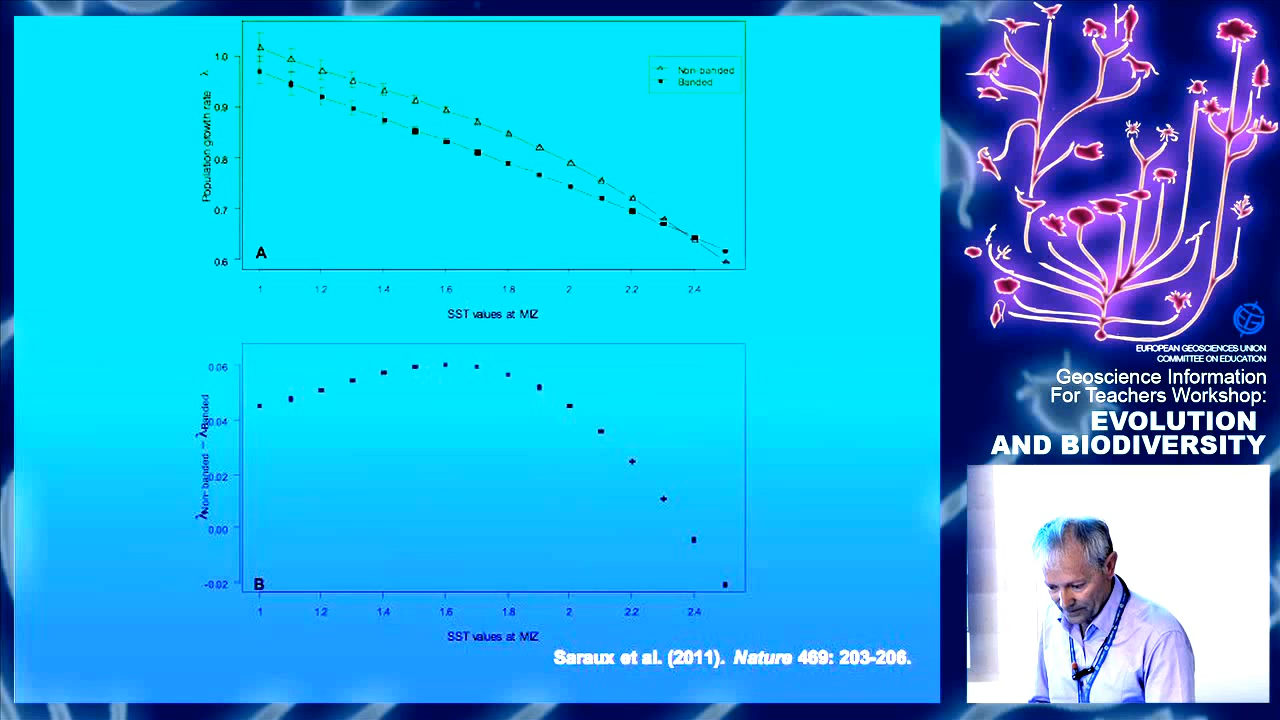 1.0
0.9
0.8
0.7
0.6
Population growth rate λ
Non-banded
Banded
A
1 1.2 1.4 1.6 1.8 2 2.2 2.4
SST values at MIZ
0.06
0.04
0.02
0.00
-0.02
λNon-banded - λBanded
B
1 1.2 1.4 1.6 1.8 2 2.2 2.4
SST values at MIZ
Saraux et al. (2011). Nature 469: 203-206.
EUROPEAN GEOSCIENCES UNION
COMMITTEE ON EDUCATION
Geoscience Information
For Teachers Workshop:
EVOLUTION
AND BIODIVERSITY